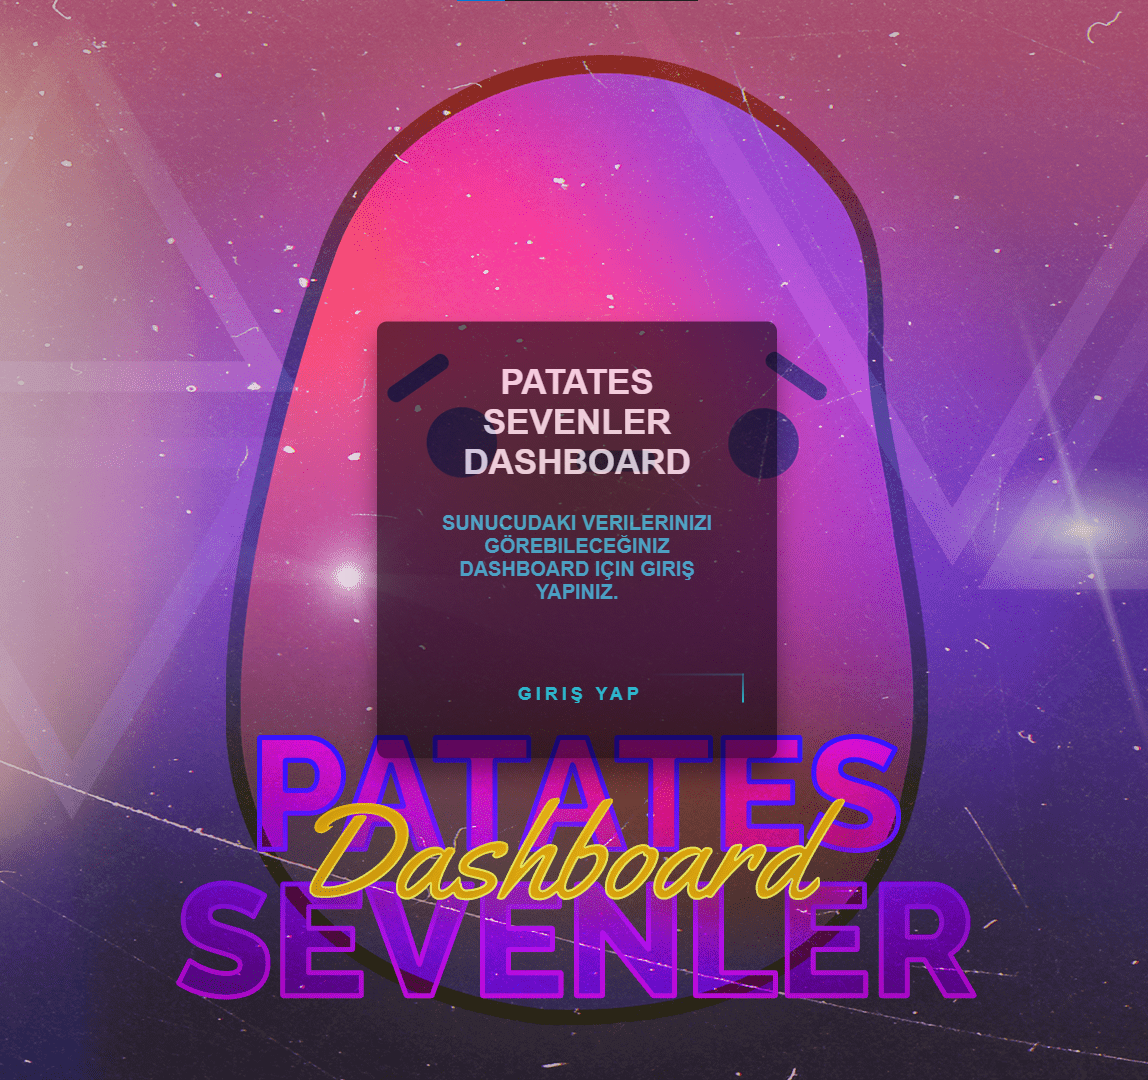 PATATES
SEVENLER
DASHBOARD
SUNUCUDAKI VERILERINIZI
GÖREBILECEĞINIZ
DASHBOARD IÇIN GIRIŞ
YAPINIZ.
GIRIŞ YAP
PATATES
Dashboard
SEVENLER